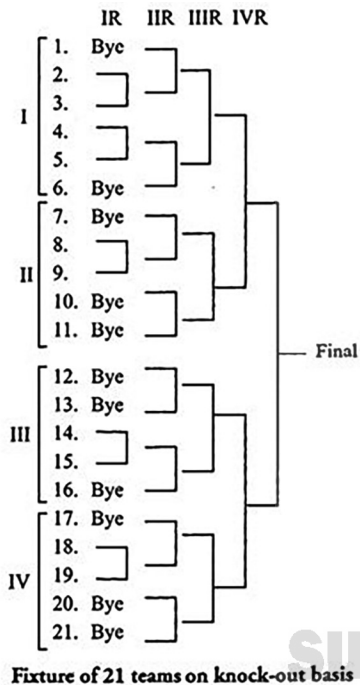 IR IIR IIIR IVR
1. Bye
2.
3.
I
4.
5.
6. Bye
7. Bye
8.
II
9.
10. Bye
11. Bye
Final
12. Bye
13. Bye
III
14.
15.
16. Bye
17. Bye
18.
IV
19.
20. Bye
21. Bye
Fixture of 21 teams on knock-out basis